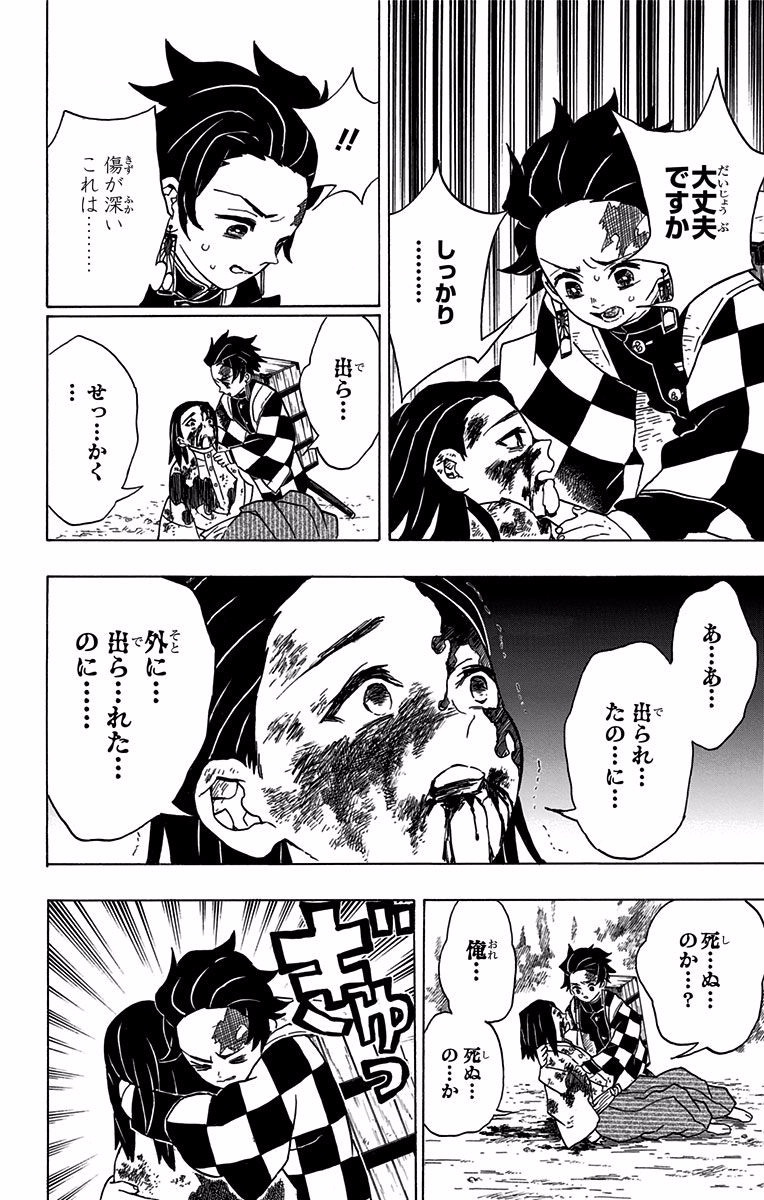 大丈夫
ですか
しっかり
………
!!
傷が深い
これは………
出ら…
せっ…かく
…
あ…あ…
出られ…
たの…に…
外に…
出ら…れた…
のに……
死…ぬ…
のか…？
俺…
死ぬ…
の…か
ぎゅっ